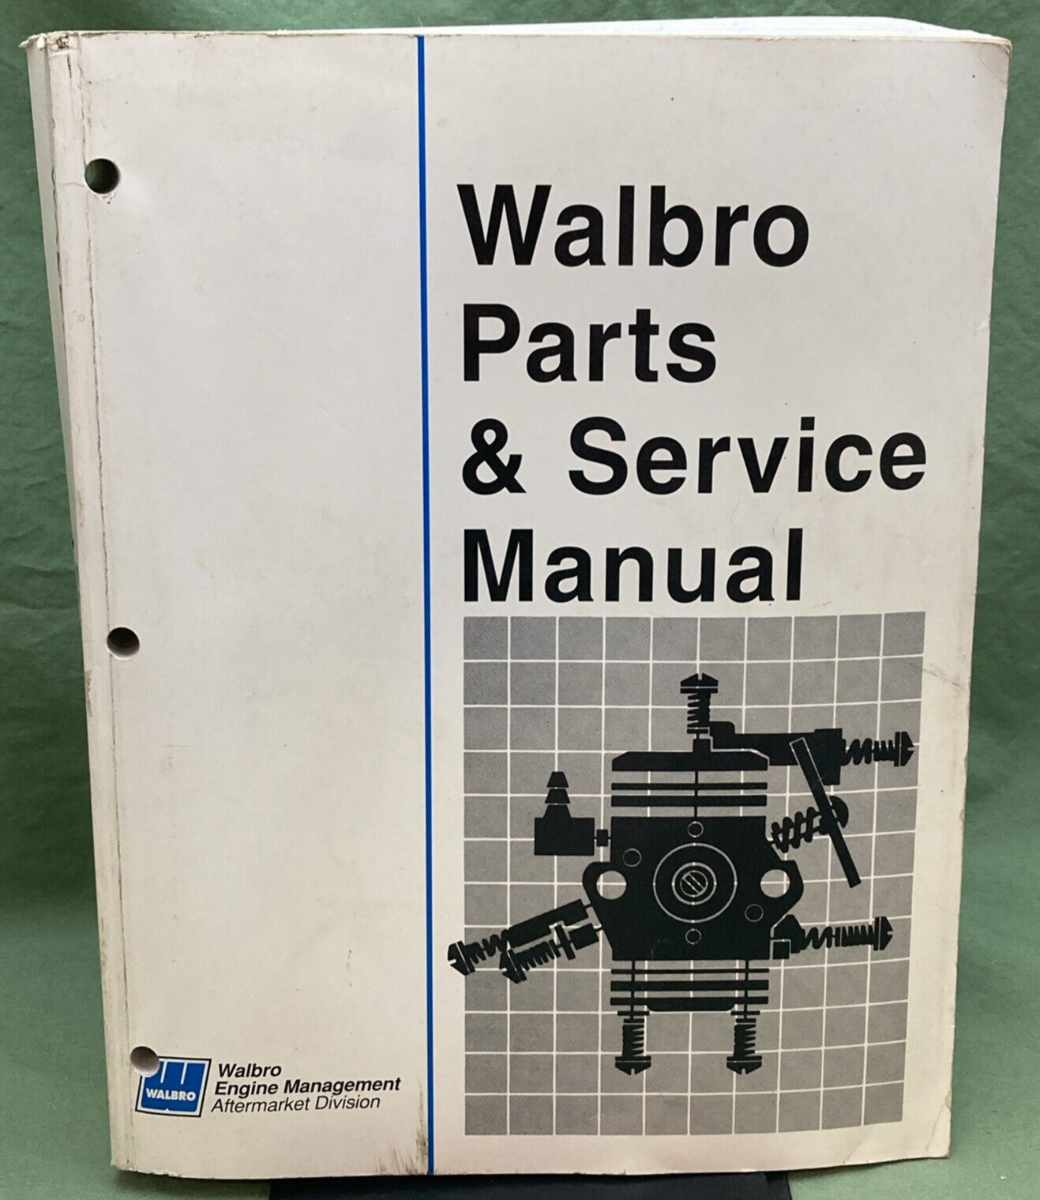 Walbro
Parts
& Service
Manual
WALBRO
Walbro
Engine Management
Aftermarket Division